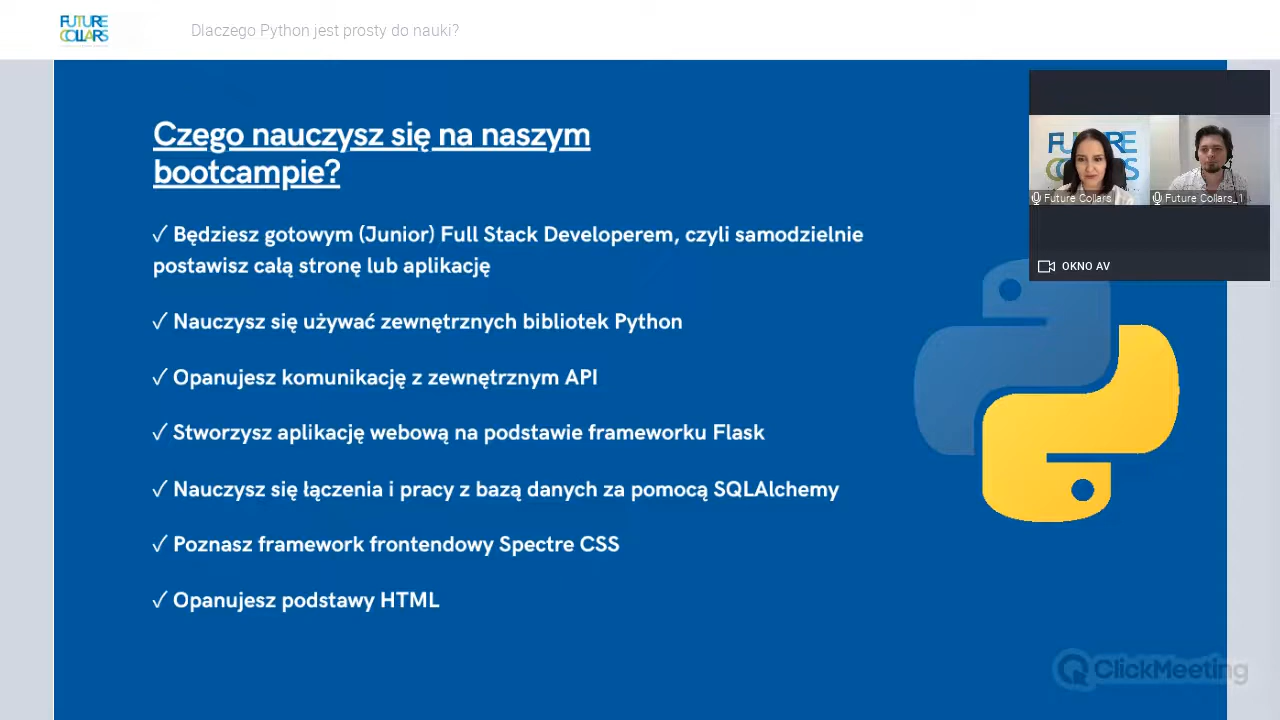 FUTURE
COLLARS
Dlaczego Python jest prosty do nauki?
Czego nauczysz się na naszym
bootcampie?
✓ Będziesz gotowym (Junior) Full Stack Developerem, czyli samodzielnie
postawisz całą stronę lub aplikację
✓ Nauczysz się używać zewnętrznych bibliotek Python
✓ Opanujesz komunikację z zewnętrznym API
✓ Stworzysz aplikację webową na podstawie frameworku Flask
✓ Nauczysz się łączenia i pracy z bazą danych za pomocą SQLAlchemy
✓ Poznasz framework frontendowy Spectre CSS
✓ Opanujesz podstawy HTML
FUTURE
COLLARS
Future Collars
Future Collars_1
OKNO AV
ClickMeeting